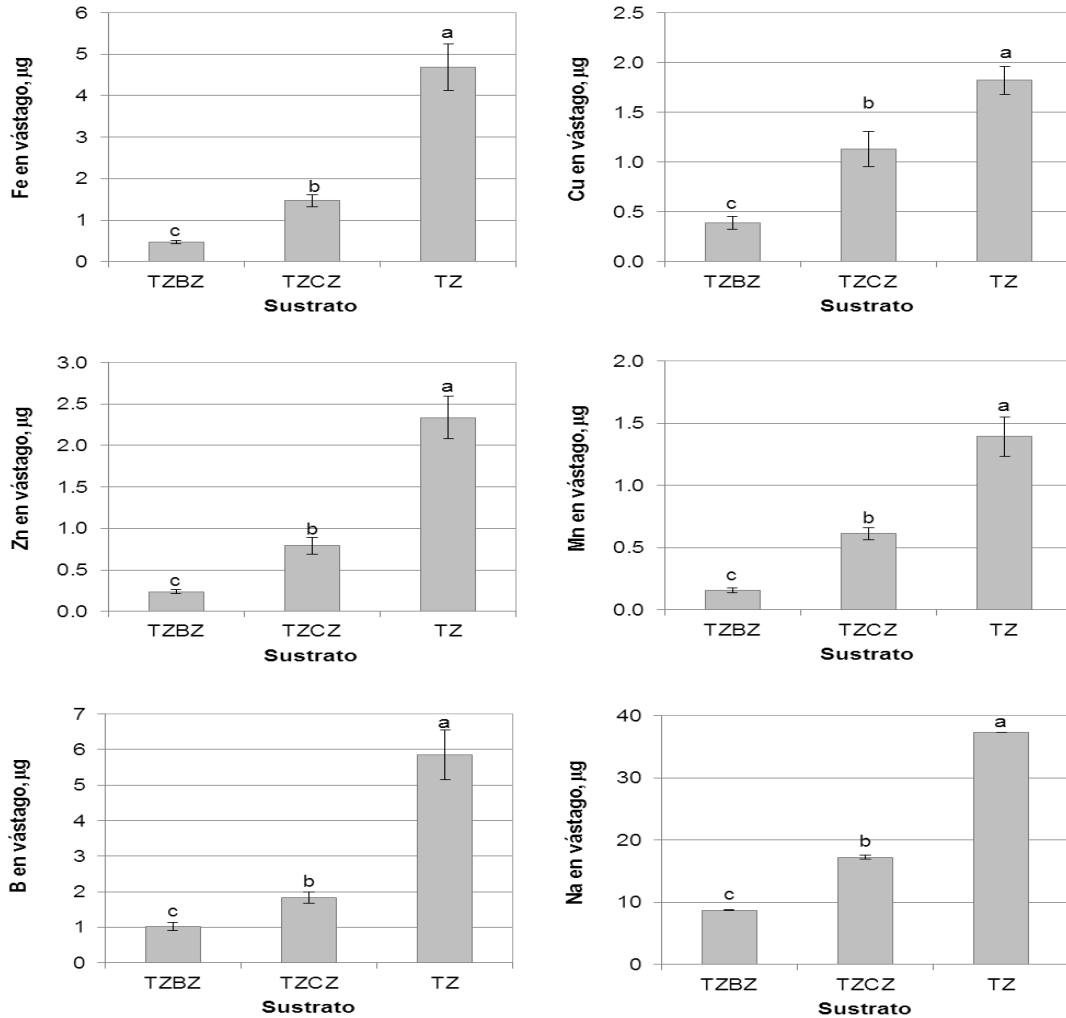 Fe en vástago, µg
6
5
4
3
2
1
0
c
b
a
TZBZ TZCZ TZ
Sustrato
Cu en vástago, µg
2.5
2.0
1.5
1.0
0.5
0.0
c
b
a
TZBZ TZCZ TZ
Sustrato
Zn en vástago, µg
3.0
2.5
2.0
1.5
1.0
0.5
0.0
c
b
a
TZBZ TZCZ TZ
Sustrato
Mn en vástago, µg
2.0
1.5
1.0
0.5
0.0
c
b
a
TZBZ TZCZ TZ
Sustrato
B en vástago, µg
7
6
5
4
3
2
1
0
c
b
a
TZBZ TZCZ TZ
Sustrato
Na en vástago, µg
40
30
20
10
0
c
b
a
TZBZ TZCZ TZ
Sustrato